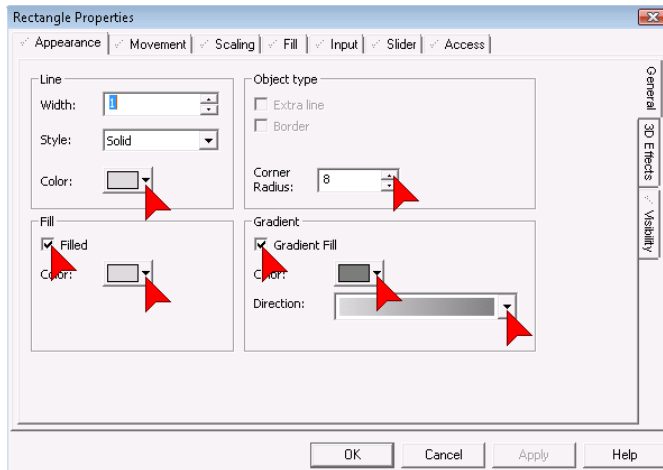 Rectangle Properties
Appearance Movement Scaling Fill Input Slider Access
General
3D Effects
Visibility
Line
Width: 1
Style: Solid
Color:
Object type
Extra line
Border
Corner
Radius: 8
Fill
Filled
Color:
Gradient
Gradient Fill
Color:
Direction:
OK Cancel Apply Help